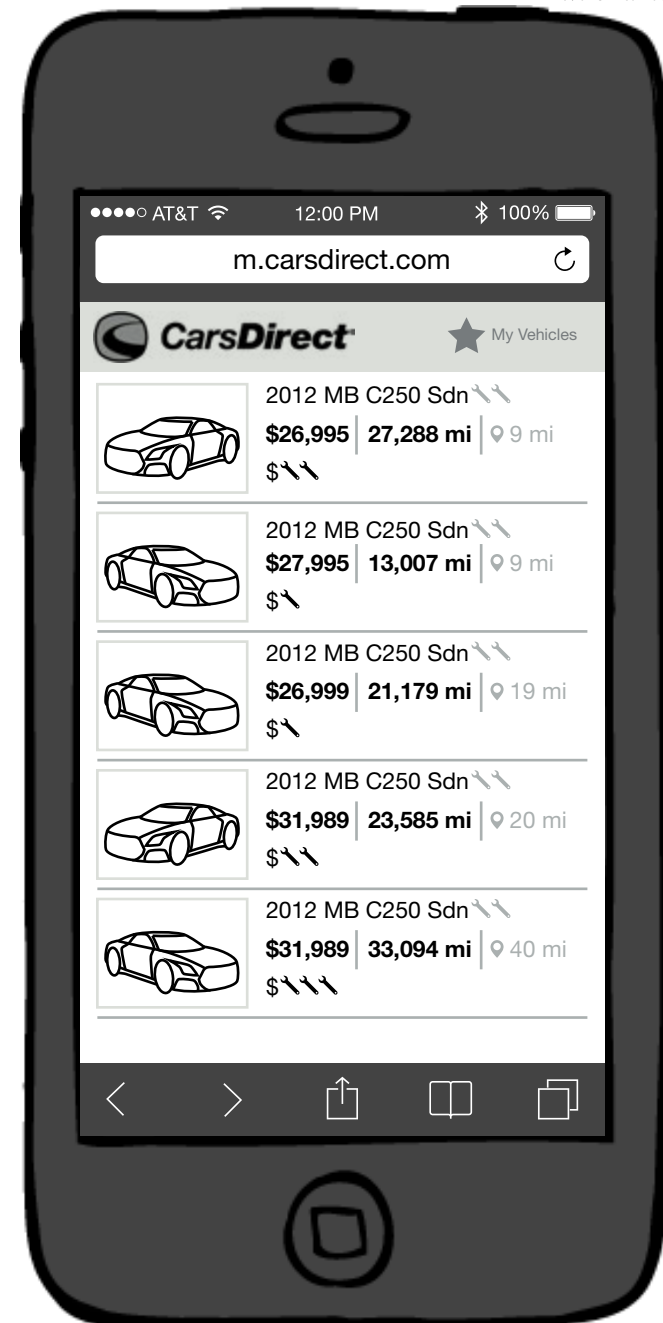 AT&T 12:00 PM 100%
m.carsdirect.com
CarsDirect My Vehicles
2012 MB C250 Sdn
$26,995 27,288 mi 9 mi
$
2012 MB C250 Sdn
$27,995 13,007 mi 9 mi
$
2012 MB C250 Sdn
$26,999 21,179 mi 19 mi
$
2012 MB C250 Sdn
$31,989 23,585 mi 20 mi
$
2012 MB C250 Sdn
$31,989 33,094 mi 40 mi
$